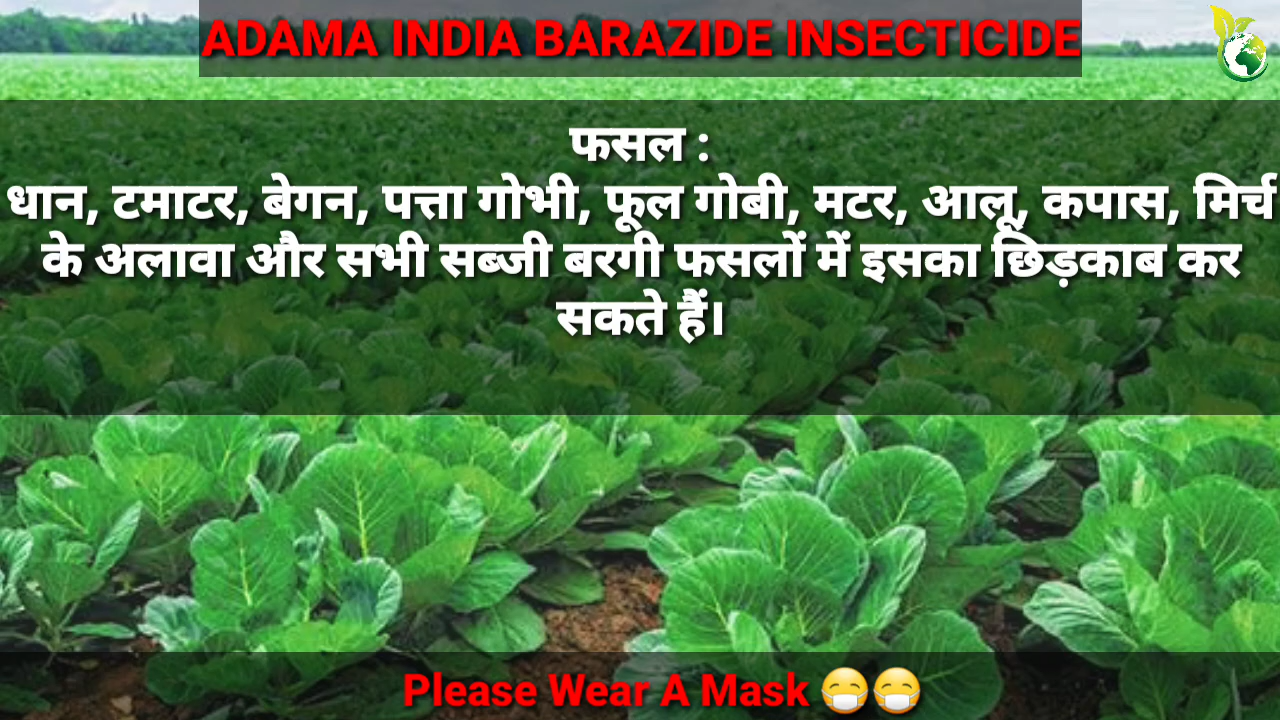 ADAMA INDIA BARAZIDE INSECTICIDE
फसल :
धान, टमाटर, बेगन, पत्ता गोभी, फूल गोबी, मटर, आलू, कपास, मिर्च
के अलावा और सभी सब्जी बरगी फसलों में इसका छिड़काब कर
सकते हैं।
Please Wear A Mask 😷😷